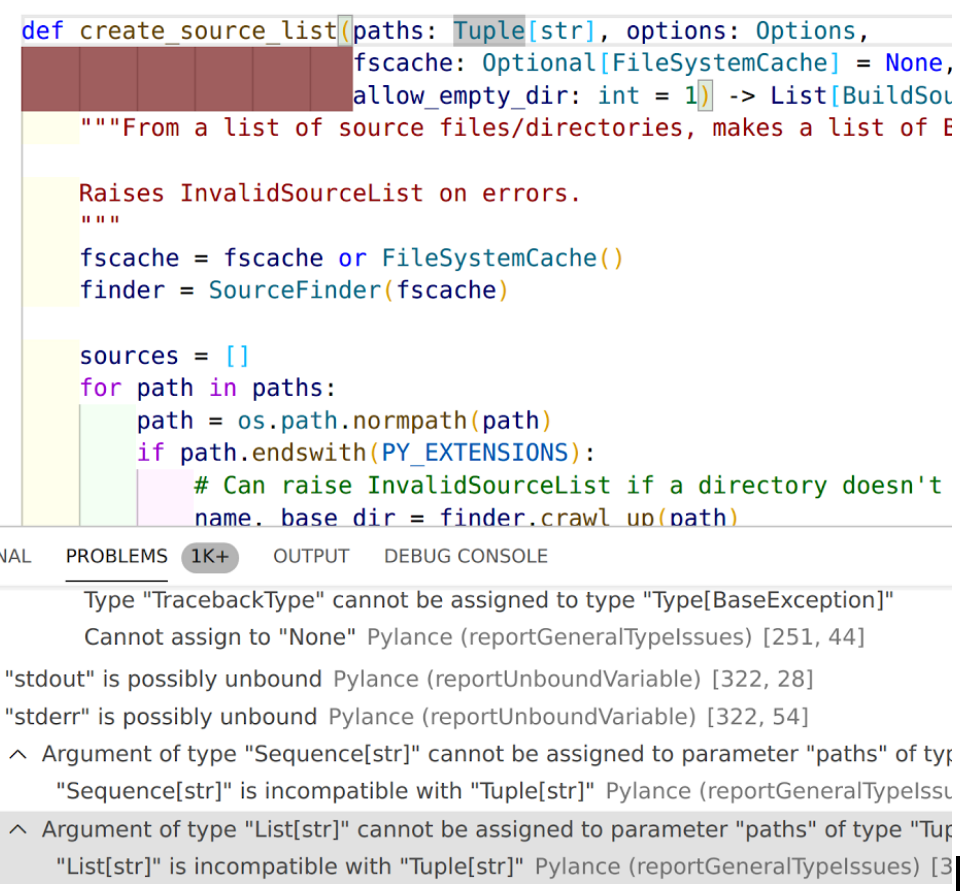 def create_source_list(paths: Tuple[str], options: Options,
fscache: Optional[FileSystemCache] = None,
allow_empty_dir: int = 1) -> List[BuildSou
"""From a list of source files/directories, makes a list of B
Raises InvalidSourceList on errors.
"""
fscache = fscache or FileSystemCache()
finder = SourceFinder(fscache)
sources = []
for path in paths:
path = os.path.normpath(path)
if path.endswith(PY_EXTENSIONS):
# Can raise InvalidSourceList if a directory doesn't
name, base_dir = finder.crawl_up(path)
NAL PROBLEMS 1K+ OUTPUT DEBUG CONSOLE
Type "TracebackType" cannot be assigned to type "Type[BaseException]"
Cannot assign to "None" Pylance (reportGeneralTypeIssues) [251, 44]
"stdout" is possibly unbound Pylance (reportUnboundVariable) [322, 28]
"stderr" is possibly unbound Pylance (reportUnboundVariable) [322, 54]
Argument of type "Sequence[str]" cannot be assigned to parameter "paths" of typ
"Sequence[str]" is incompatible with "Tuple[str]" Pylance (reportGeneralTypeIssu
Argument of type "List[str]" cannot be assigned to parameter "paths" of type "Tup
"List[str]" is incompatible with "Tuple[str]" Pylance (reportGeneralTypeIssues) [3